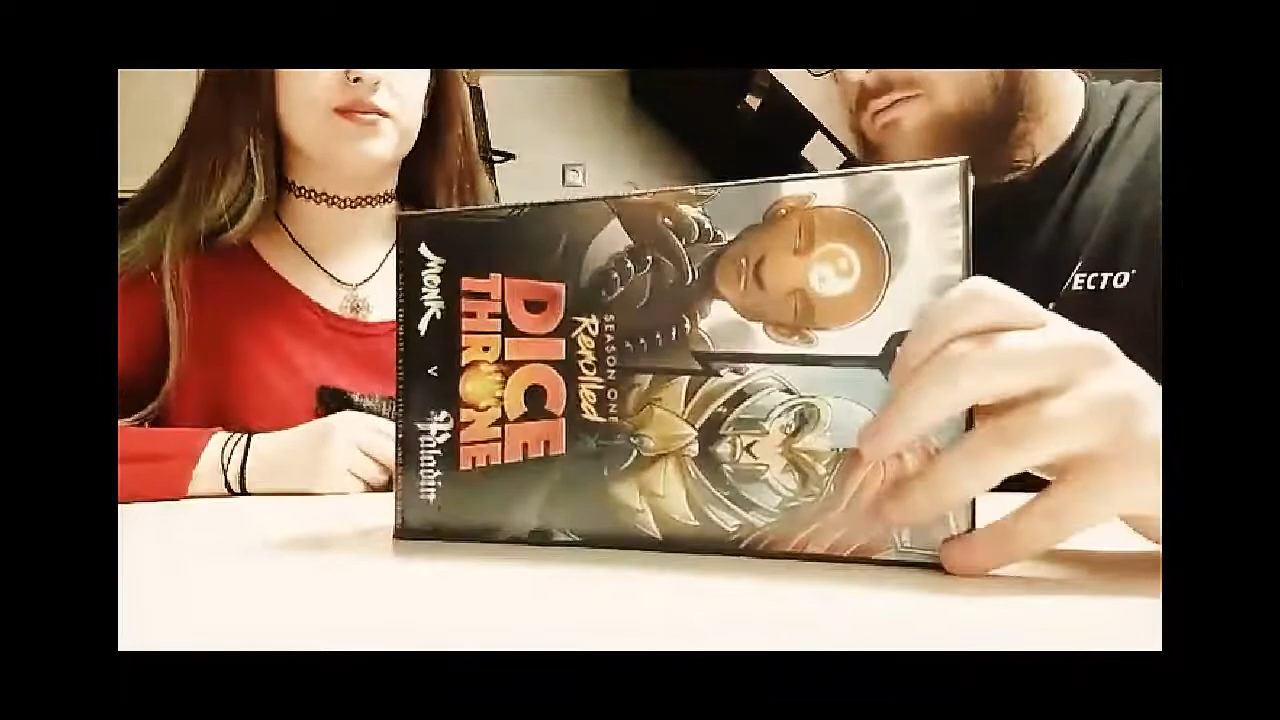 SEASON ONE
Rerolled
DICE
THRONE
MONK
v
Paladin
ECTO